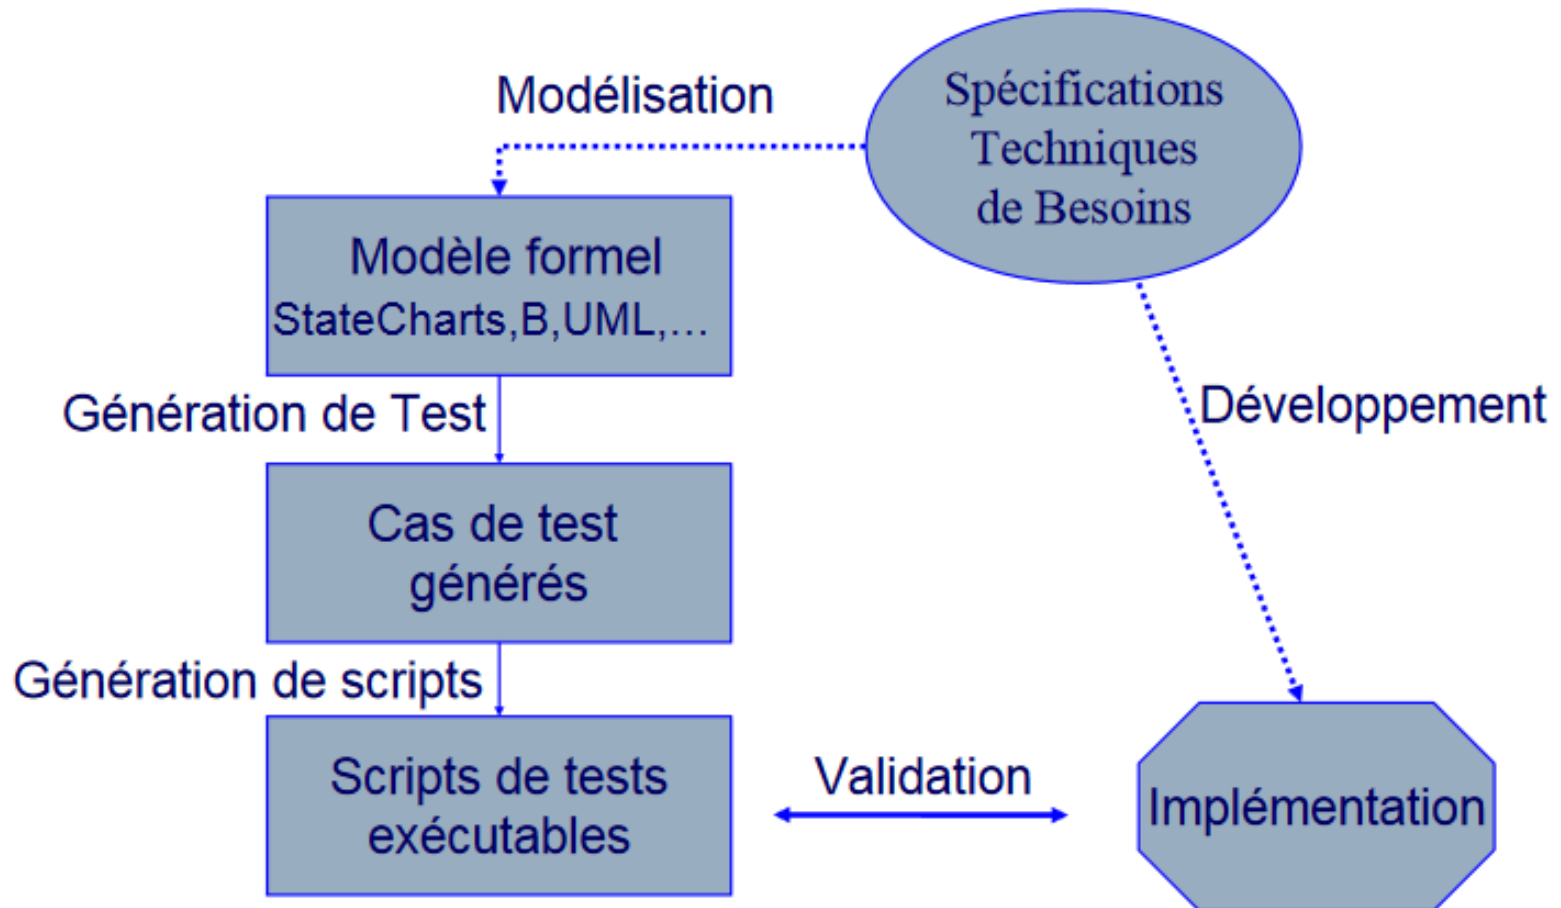 Modélisation
Spécifications
Techniques
de Besoins
Modèle formel
StateCharts,B,UML,...
Génération de Test
Développement
Cas de test
générés
Génération de scripts
Scripts de tests
exécutables
Validation
Implémentation